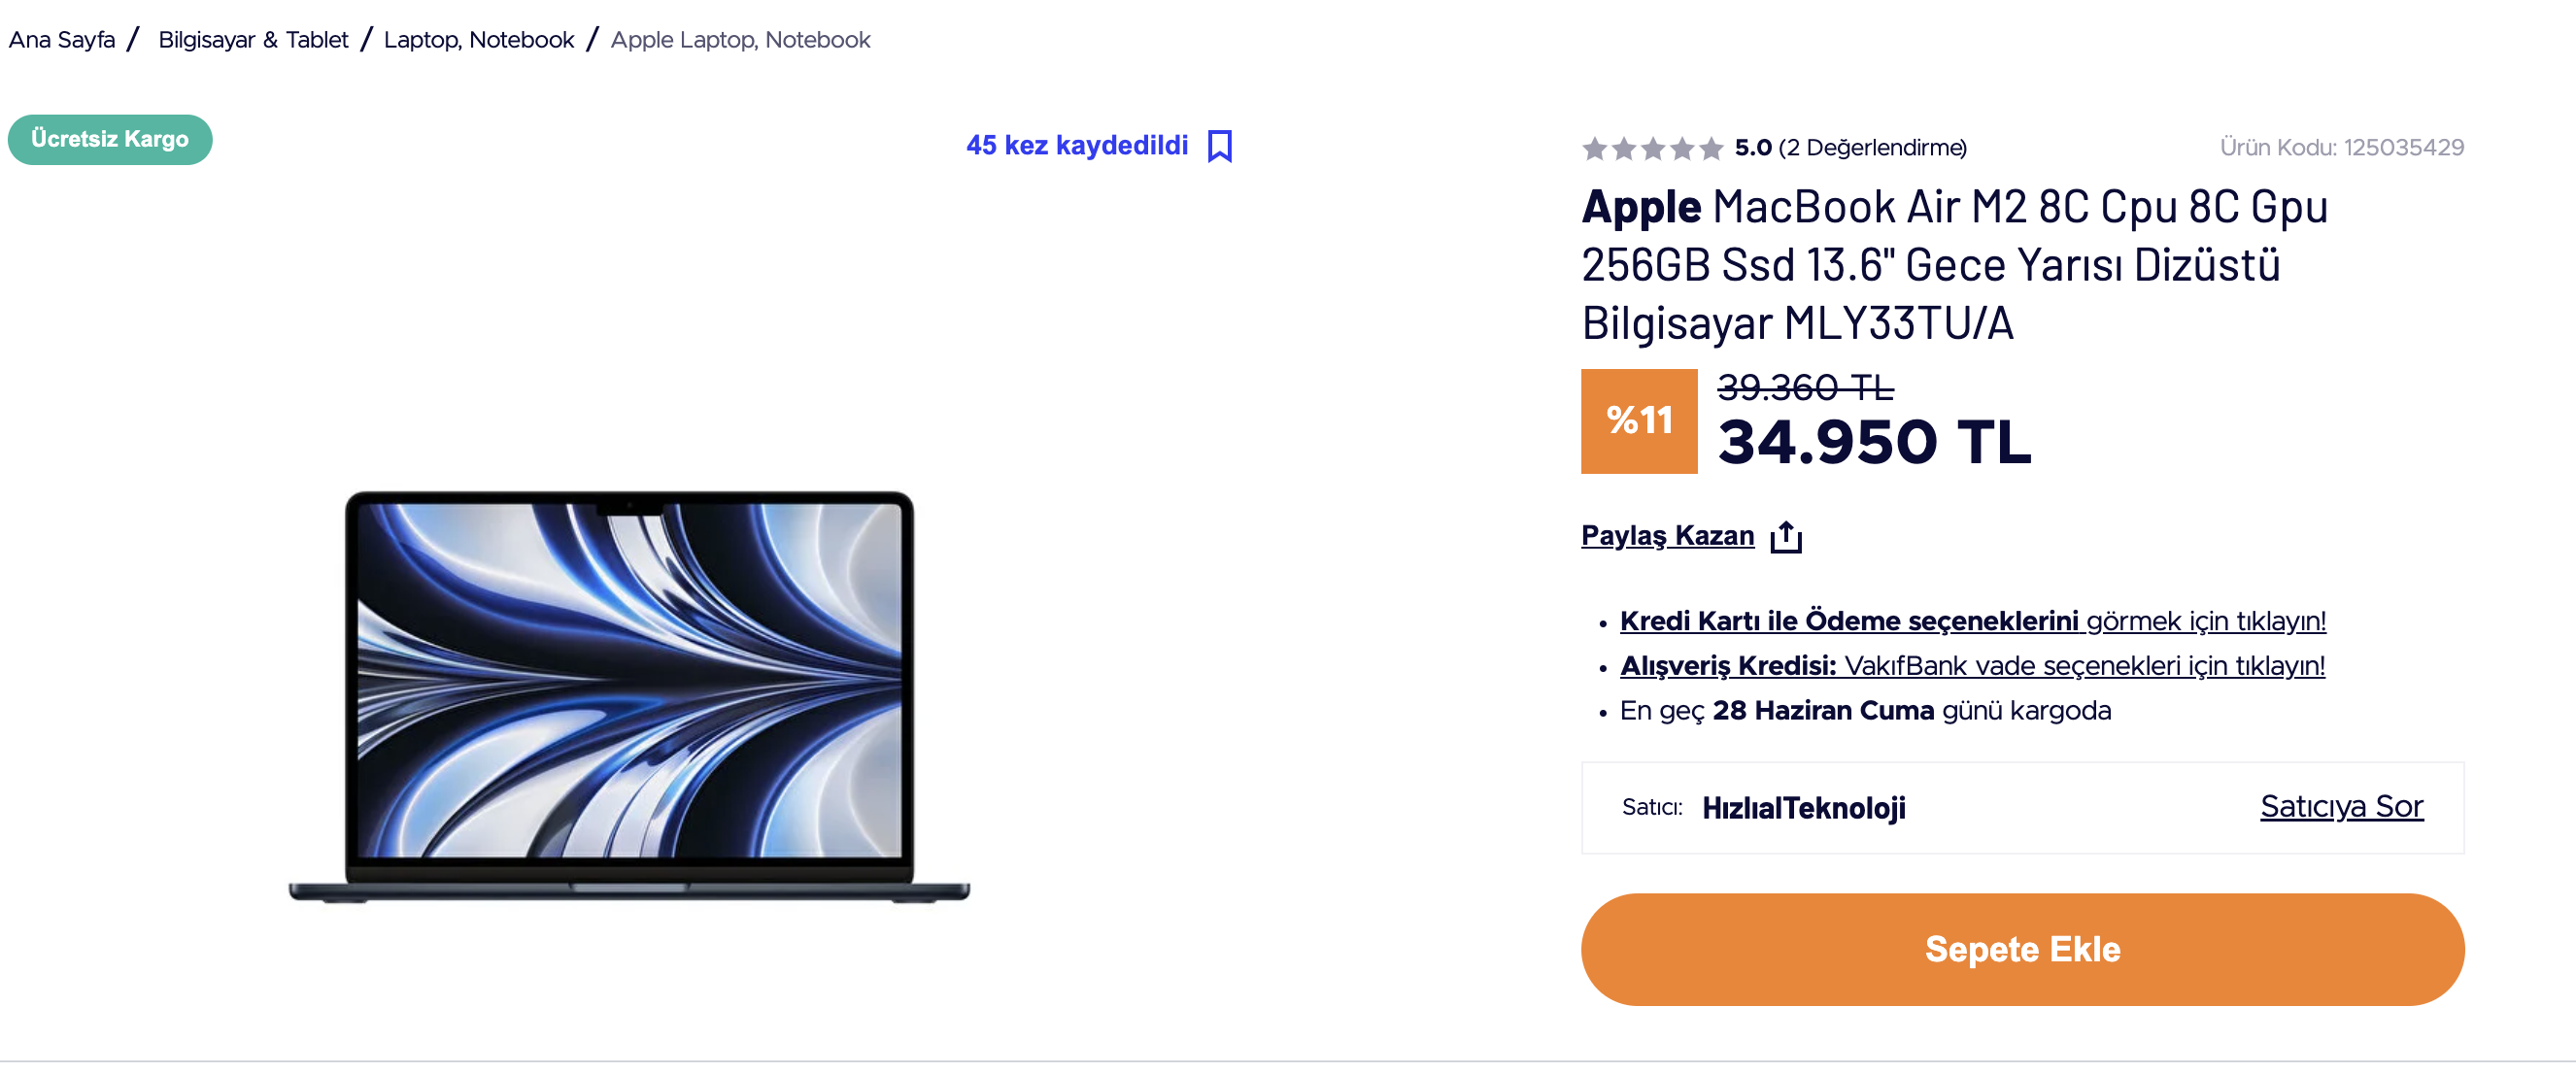 Ana Sayfa / Bilgisayar & Tablet / Laptop, Notebook / Apple Laptop, Notebook
Ücretsiz Kargo
45 kez kaydedildi
5.0 (2 Değerlendirme)
Ürün Kodu: 125035429
Apple MacBook Air M2 8C Cpu 8C Gpu
256GB Ssd 13.6" Gece Yarısı Dizüstü
Bilgisayar MLY33TU/A
%11
39.360 TL
34.950 TL
Paylaş Kazan
• Kredi Kartı ile Ödeme seçeneklerini görmek için tıklayın!
• Alışveriş Kredisi: VakıfBank vade seçenekleri için tıklayın!
• En geç 28 Haziran Cuma günü kargoda
Satıcı: HızlıalTeknoloji
Satıcıya Sor
Sepete Ekle